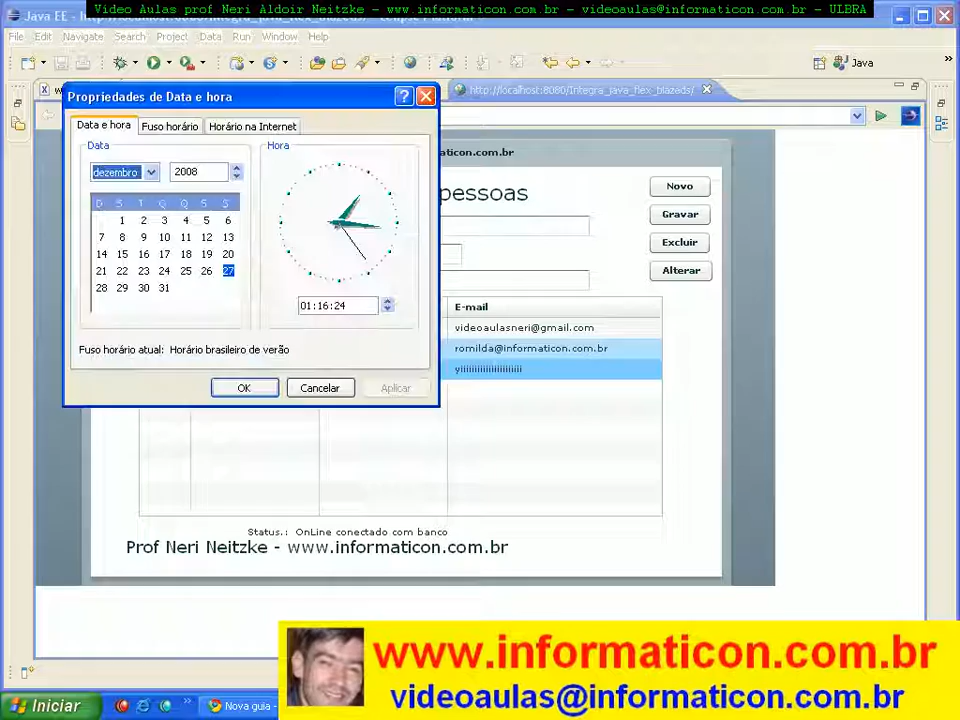 Video Aulas prof Neri Aldoir Neitzke - www.informaticon.com.br - videoaulas@informaticon.com.br - ULBRA
File Edit Navigate Search Project Data Run Window Help
Java
http://localhost:8080/Integra_java_flex_blazeds/
Propriedades de Data e hora
Data e hora Fuso horário Horário na Internet
Data
dezembro 2008
D S T Q Q S S
1 2 3 4 5 6
7 8 9 10 11 12 13
14 15 16 17 18 19 20
21 22 23 24 25 26 27
28 29 30 31
Hora
01:16:24
Fuso horário atual: Horário brasileiro de verão
OK Cancelar Aplicar
aticon.com.br
pessoas
Novo
Gravar
Excluir
Alterar
E-mail
videoaulasneri@gmail.com
romilda@informaticon.com.br
Status.: OnLine conectado com banco
Prof Neri Neitzke - www.informaticon.com.br
www.informaticon.com.br
videoaulas@informaticon.com.br
Iniciar
Nova guia -